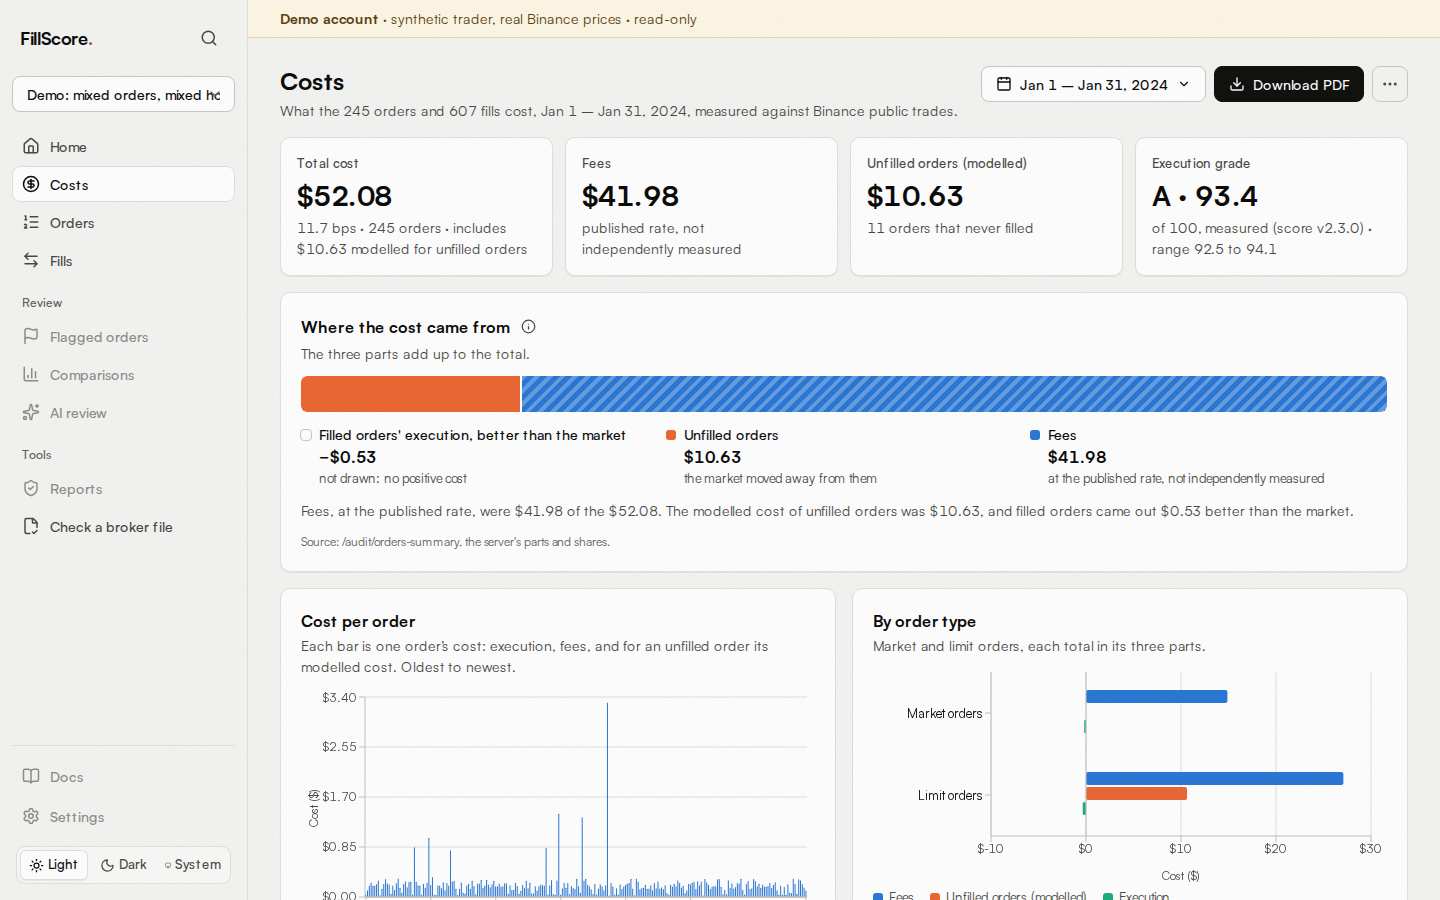 FillScore.
Demo: mixed orders, mixed
Home
Costs
Orders
Fills
Review
Flagged orders
Comparisons
AI review
Tools
Reports
Check a broker file
Docs
Settings
Light
Dark
System
Demo account · synthetic trader, real Binance prices · read-only
Costs
What the 245 orders and 607 fills cost, Jan 1 — Jan 31, 2024, measured against Binance public trades.
Jan 1 — Jan 31, 2024
Download PDF
Total cost
$52.08
11.7 bps · 245 orders · includes
$10.63 modelled for unfilled orders
Fees
$41.98
published rate, not
independently measured
Unfilled orders (modelled)
$10.63
11 orders that never filled
Execution grade
A · 93.4
of 100, measured (score v2.3.0) ·
range 92.5 to 94.1
Where the cost came from
The three parts add up to the total.
Filled orders' execution, better than the market
−$0.53
not drawn: no positive cost
Unfilled orders
$10.63
the market moved away from them
Fees
$41.98
at the published rate, not independently measured
Fees, at the published rate, were $41.98 of the $52.08. The modelled cost of unfilled orders was $10.63, and filled orders came out $0.53 better than the market.
Source: /audit/orders-summary. the server's parts and shares.
Cost per order
Each bar is one order's cost: execution, fees, and for an unfilled order its
modelled cost. Oldest to newest.
$3.40
$2.55
$1.70
$0.85
$0.00
Cost ($)
By order type
Market and limit orders, each total in its three parts.
Market orders
Limit orders
$-10
$0
$10
$20
$30
Cost ($)
Fees
Unfilled orders (modelled)
Execution